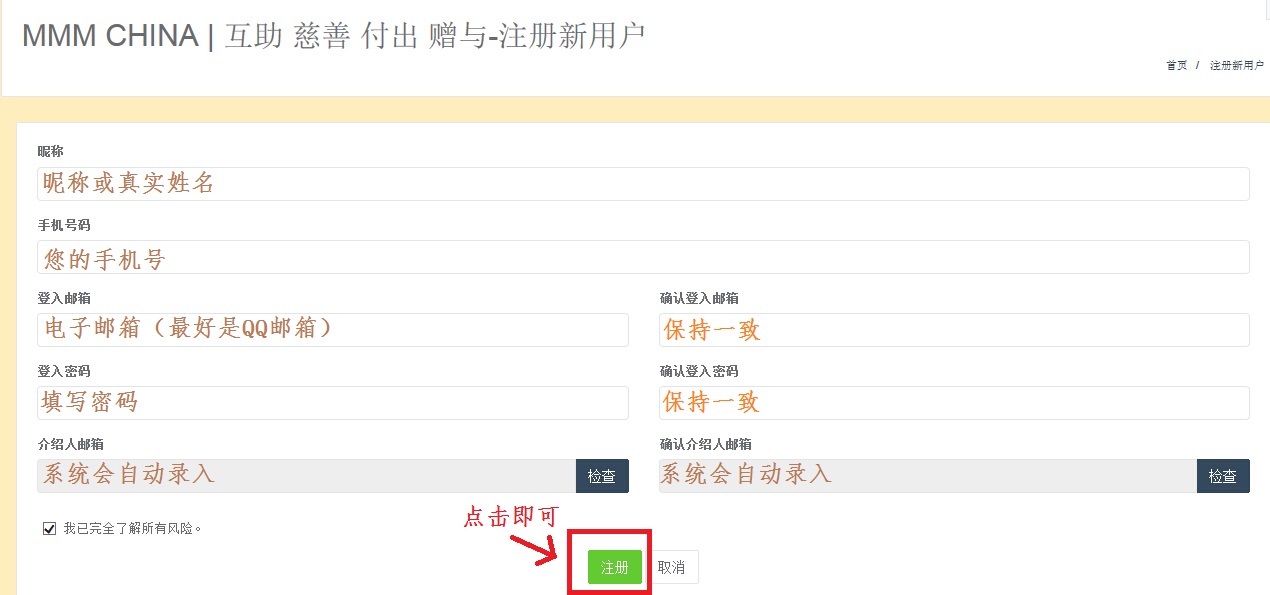 MMM CHINA | 互助 慈善 付出 赠与-注册新用户
首页 / 注册新用户
昵称
昵称或真实姓名
手机号码
您的手机号
登入邮箱 确认登入邮箱
电子邮箱（最好是QQ邮箱） 保持一致
登入密码 确认登入密码
填写密码 保持一致
介绍人邮箱 确认介绍人邮箱
系统会自动录入 检查 系统会自动录入 检查
我已完全了解所有风险。
点击即可
注册 取消